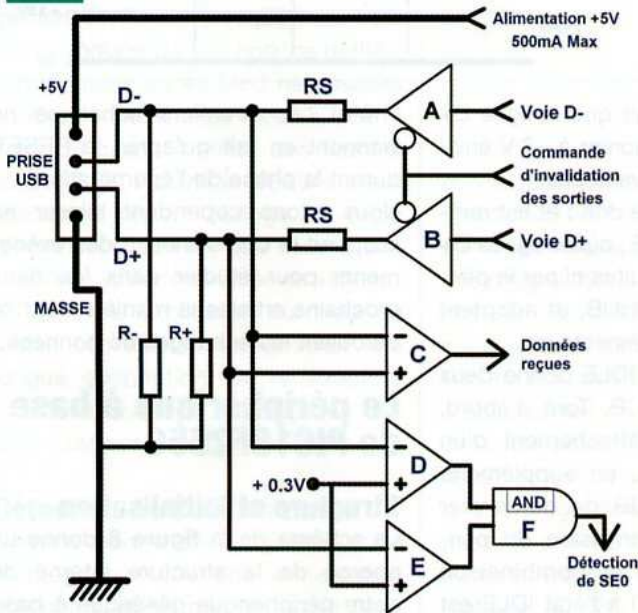 Alimentation +5V
500mA Max
+5V
D-
RS
A
Voie D-
PRISE
USB
Commande
d'invalidation
des sorties
D+
RS
B
Voie D+
MASSE
R-
R+
-
+
C
Données
reçues
+ 0.3V
-
+
D
AND
F
-
+
E
Détection
de SE0